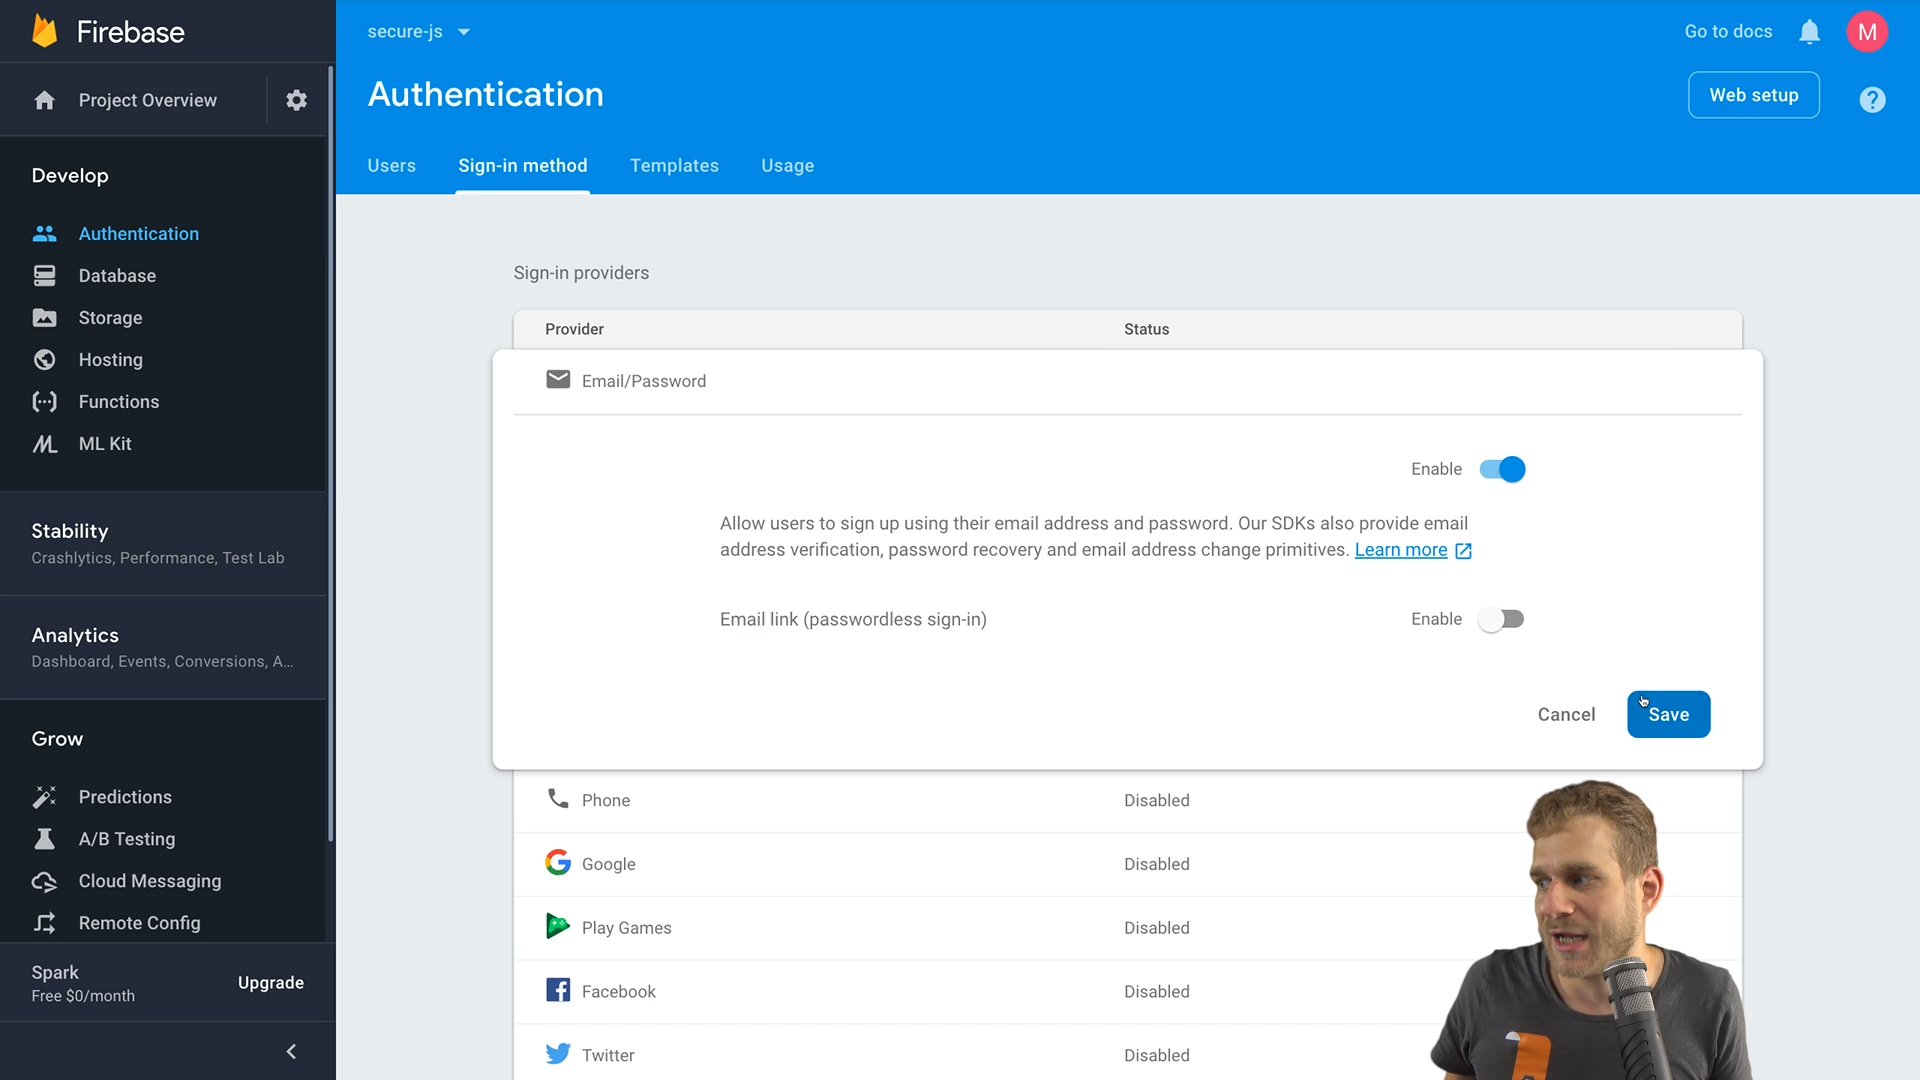 Firebase
Project Overview
Develop
Authentication
Database
Storage
Hosting
Functions
ML Kit
Stability
Crashlytics, Performance, Test Lab
Analytics
Dashboard, Events, Conversions, A...
Grow
Predictions
A/B Testing
Cloud Messaging
Remote Config
Spark
Free $0/month
Upgrade
secure-js
Go to docs
M
Authentication
Web setup
?
Users
Sign-in method
Templates
Usage
Sign-in providers
Provider
Status
Email/Password
Enable
Allow users to sign up using their email address and password. Our SDKs also provide email
address verification, password recovery and email address change primitives. Learn more
Email link (passwordless sign-in)
Enable
Cancel
Save
Phone
Disabled
Google
Disabled
Play Games
Disabled
Facebook
Disabled
Twitter
Disabled